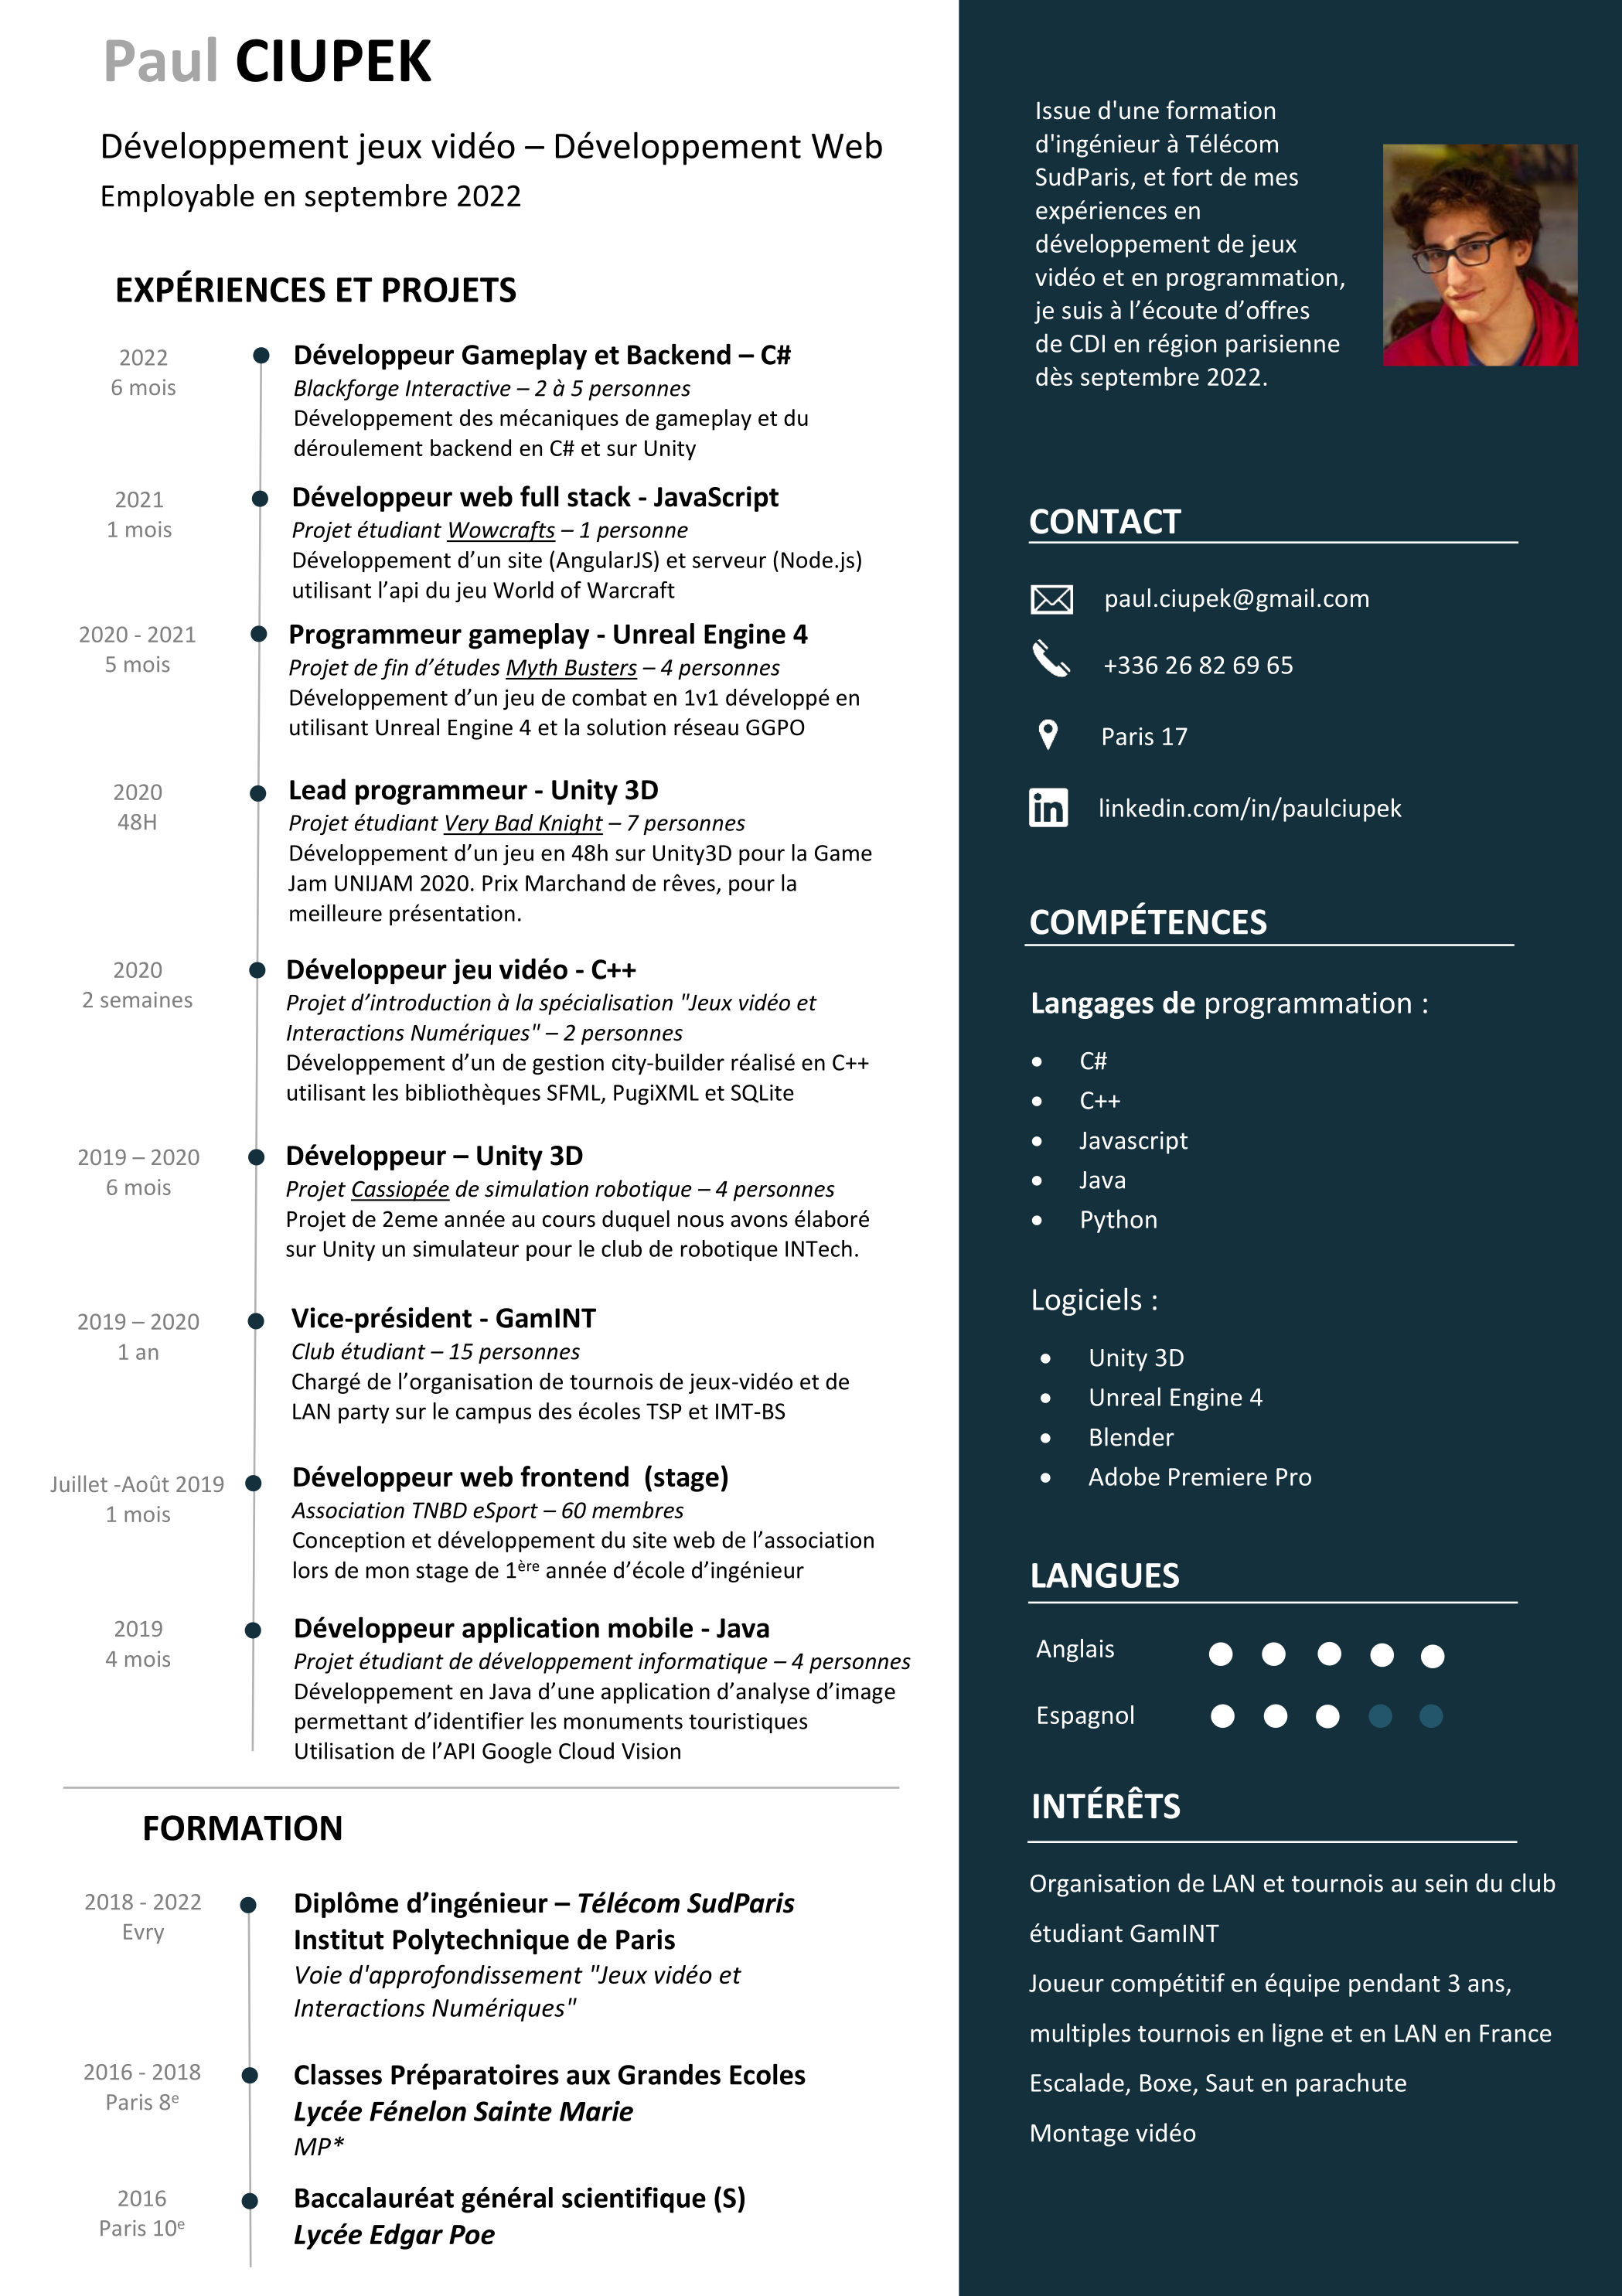 Paul CIUPEK
Développement jeux vidéo – Développement Web
Employable en septembre 2022
EXPÉRIENCES ET PROJETS
2022
6 mois
Développeur Gameplay et Backend – C#
Blackforge Interactive – 2 à 5 personnes
Développement des mécaniques de gameplay et du
déroulement backend en C# et sur Unity
2021
1 mois
Développeur web full stack - JavaScript
Projet étudiant Wowcrafts – 1 personne
Développement d’un site (AngularJS) et serveur (Node.js)
utilisant l’api du jeu World of Warcraft
2020 - 2021
5 mois
Programmeur gameplay - Unreal Engine 4
Projet de fin d’études Myth Busters – 4 personnes
Développement d’un jeu de combat en 1v1 développé en
utilisant Unreal Engine 4 et la solution réseau GGPO
2020
48H
Lead programmeur - Unity 3D
Projet étudiant Very Bad Knight – 7 personnes
Développement d’un jeu en 48h sur Unity3D pour la Game
Jam UNIJAM 2020. Prix Marchand de rêves, pour la
meilleure présentation.
2020
2 semaines
Développeur jeu vidéo - C++
Projet d’introduction à la spécialisation "Jeux vidéo et
Interactions Numériques" – 2 personnes
Développement d’un de gestion city-builder réalisé en C++
utilisant les bibliothèques SFML, PugiXML et SQLite
2019 – 2020
6 mois
Développeur – Unity 3D
Projet Cassiopée de simulation robotique – 4 personnes
Projet de 2eme année au cours duquel nous avons élaboré
sur Unity un simulateur pour le club de robotique INTech.
2019 – 2020
1 an
Vice-président - GamINT
Club étudiant – 15 personnes
Chargé de l’organisation de tournois de jeux-vidéo et de
LAN party sur le campus des écoles TSP et IMT-BS
Juillet -Août 2019
1 mois
Développeur web frontend  (stage)
Association TNBD eSport – 60 membres
Conception et développement du site web de l’association
lors de mon stage de 1ère année d’école d’ingénieur
2019
4 mois
Développeur application mobile - Java
Projet étudiant de développement informatique – 4 personnes
Développement en Java d’une application d’analyse d’image
permettant d’identifier les monuments touristiques
Utilisation de l’API Google Cloud Vision
FORMATION
2018 - 2022
Evry
Diplôme d’ingénieur – Télécom SudParis
Institut Polytechnique de Paris
Voie d'approfondissement "Jeux vidéo et
Interactions Numériques"
2016 - 2018
Paris 8e
Classes Préparatoires aux Grandes Ecoles
Lycée Fénelon Sainte Marie
MP*
2016
Paris 10e
Baccalauréat général scientifique (S)
Lycée Edgar Poe
Issue d'une formation
d'ingénieur à Télécom
SudParis, et fort de mes
expériences en
développement de jeux
vidéo et en programmation,
je suis à l’écoute d’offres
de CDI en région parisienne
dès septembre 2022.
CONTACT
paul.ciupek@gmail.com
+336 26 82 69 65
Paris 17
in linkedin.com/in/paulciupek
COMPÉTENCES
Langages de programmation :
• C#
• C++
• Javascript
• Java
• Python
Logiciels :
• Unity 3D
• Unreal Engine 4
• Blender
• Adobe Premiere Pro
LANGUES
Anglais
Espagnol
INTÉRÊTS
Organisation de LAN et tournois au sein du club
étudiant GamINT
Joueur compétitif en équipe pendant 3 ans,
multiples tournois en ligne et en LAN en France
Escalade, Boxe, Saut en parachute
Montage vidéo